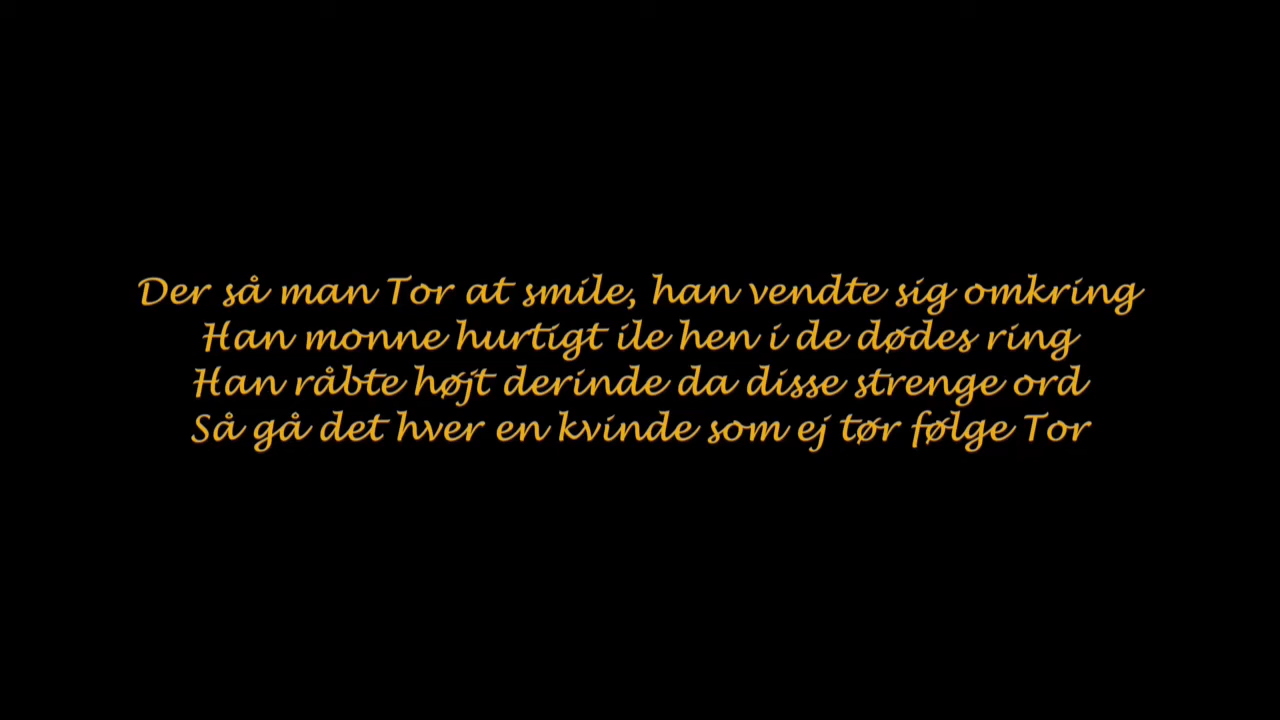 Der så man Tor at smile, han vendte sig omkring
Han monne hurtigt ile hen i de dødes ring
Han råbte højt derinde da disse strenge ord
Så gå det hver en kvinde som ej tør følge Tor